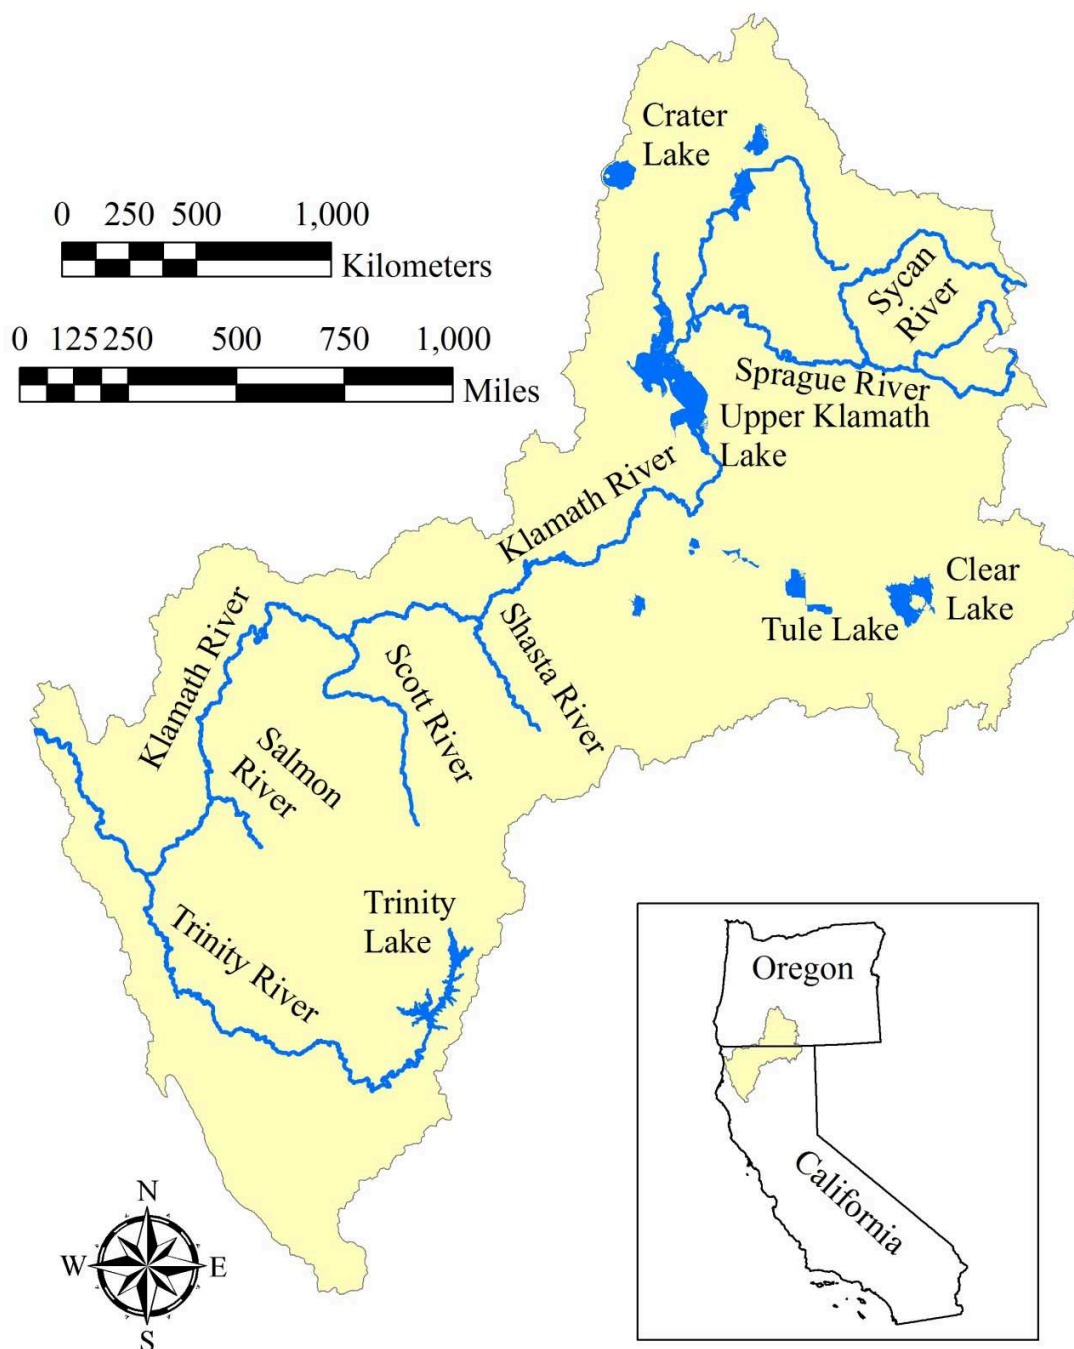 Crater
Lake
0 250 500 1,000
Kilometers
Sycan
River
0 125 250 500 750 1,000
Miles
Sprague River
Upper Klamath
Lake
Klamath River
Clear
Lake
Tule Lake
Klamath River
Shasta River
Scott River
Salmon
River
Trinity
Lake
Trinity River
Oregon
California
N
W E
S